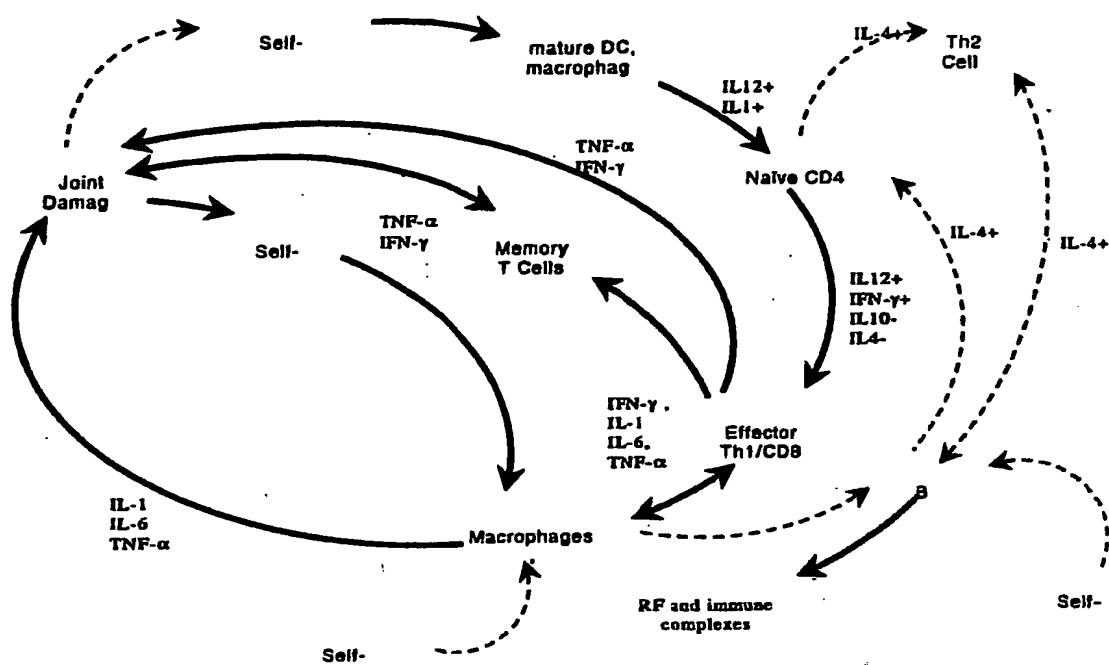 Self-
mature DC,
macrophag
IL-4+
Th2
Cell
IL12+
IL1+
TNF-α
IFN-γ
Naïve CD4
Joint
Damag
TNF-α
IFN-γ
Self-
Memory
T Cells
IL-4+
IL-4+
IL12+
IFN-γ+
IL10-
IL4-
IFN-γ,
IL-1
IL-6,
TNF-α
Effector
Th1/CD8
B
IL-1
IL-6
TNF-α
Macrophages
RF and immune
complexes
Self-
Self-